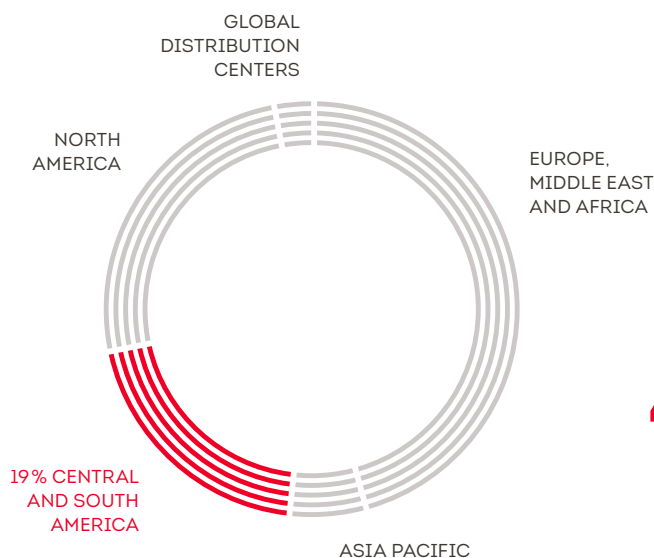 GLOBAL
DISTRIBUTION
CENTERS
NORTH
AMERICA
EUROPE,
MIDDLE EAST
AND AFRICA
19% CENTRAL
AND SOUTH
AMERICA
ASIA PACIFIC